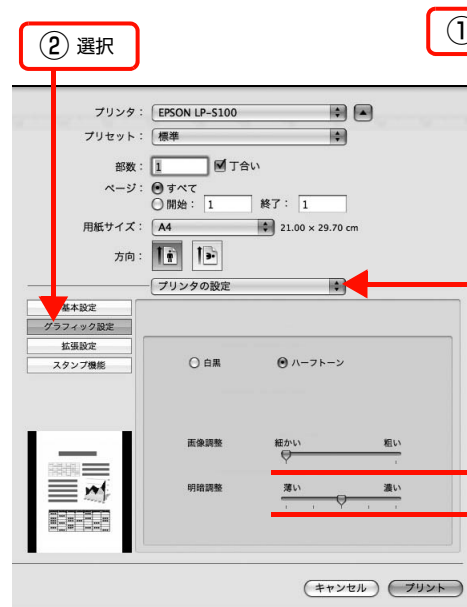 ② 選択
①
プリンタ： EPSON LP-S100
プリセット： 標準
部数： 1 丁合い
ページ： すべて
開始： 1 終了： 1
用紙サイズ： A4 21.00 × 29.70 cm
方向：
プリンタの設定
基本設定
グラフィック設定
拡張設定
スタンプ機能
白黒 ハーフトーン
画像調整 細かい 粗い
明暗調整 薄い 濃い
キャンセル プリント